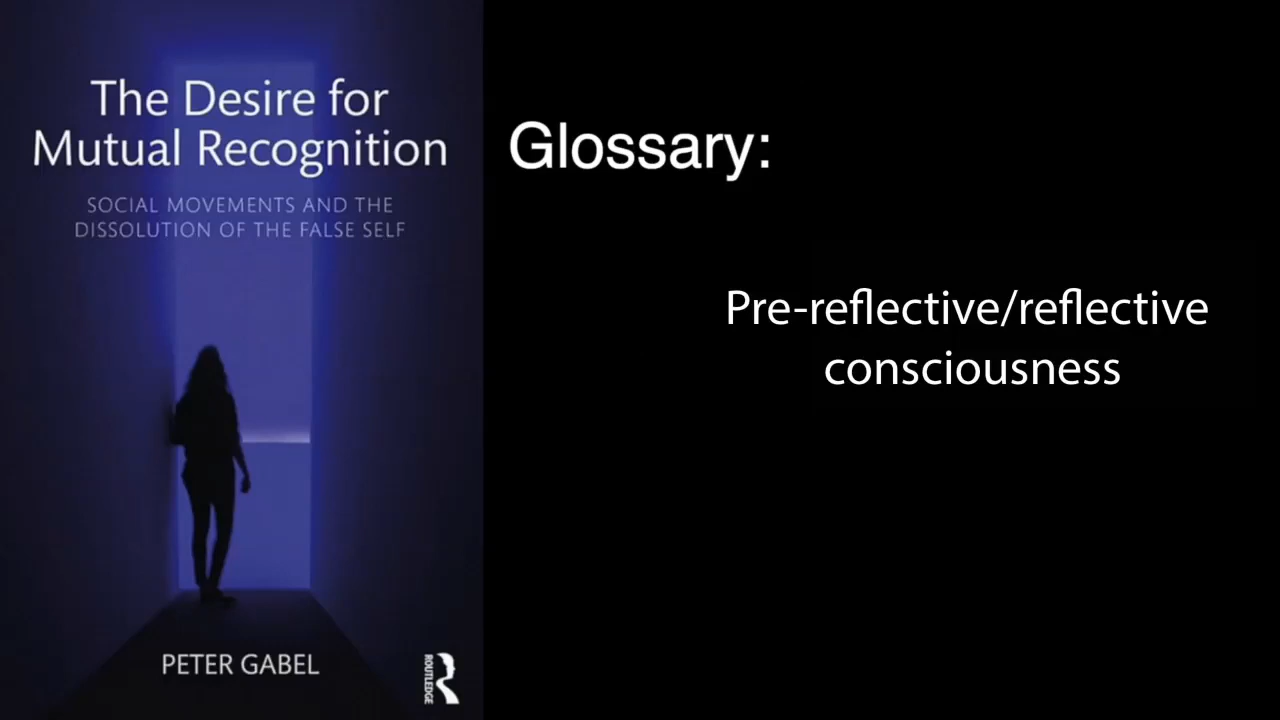 The Desire for
Mutual Recognition
SOCIAL MOVEMENTS AND THE
DISSOLUTION OF THE FALSE SELF
PETER GABEL
ROUTLEDGE
Glossary:
Pre-reflective/reflective
consciousness